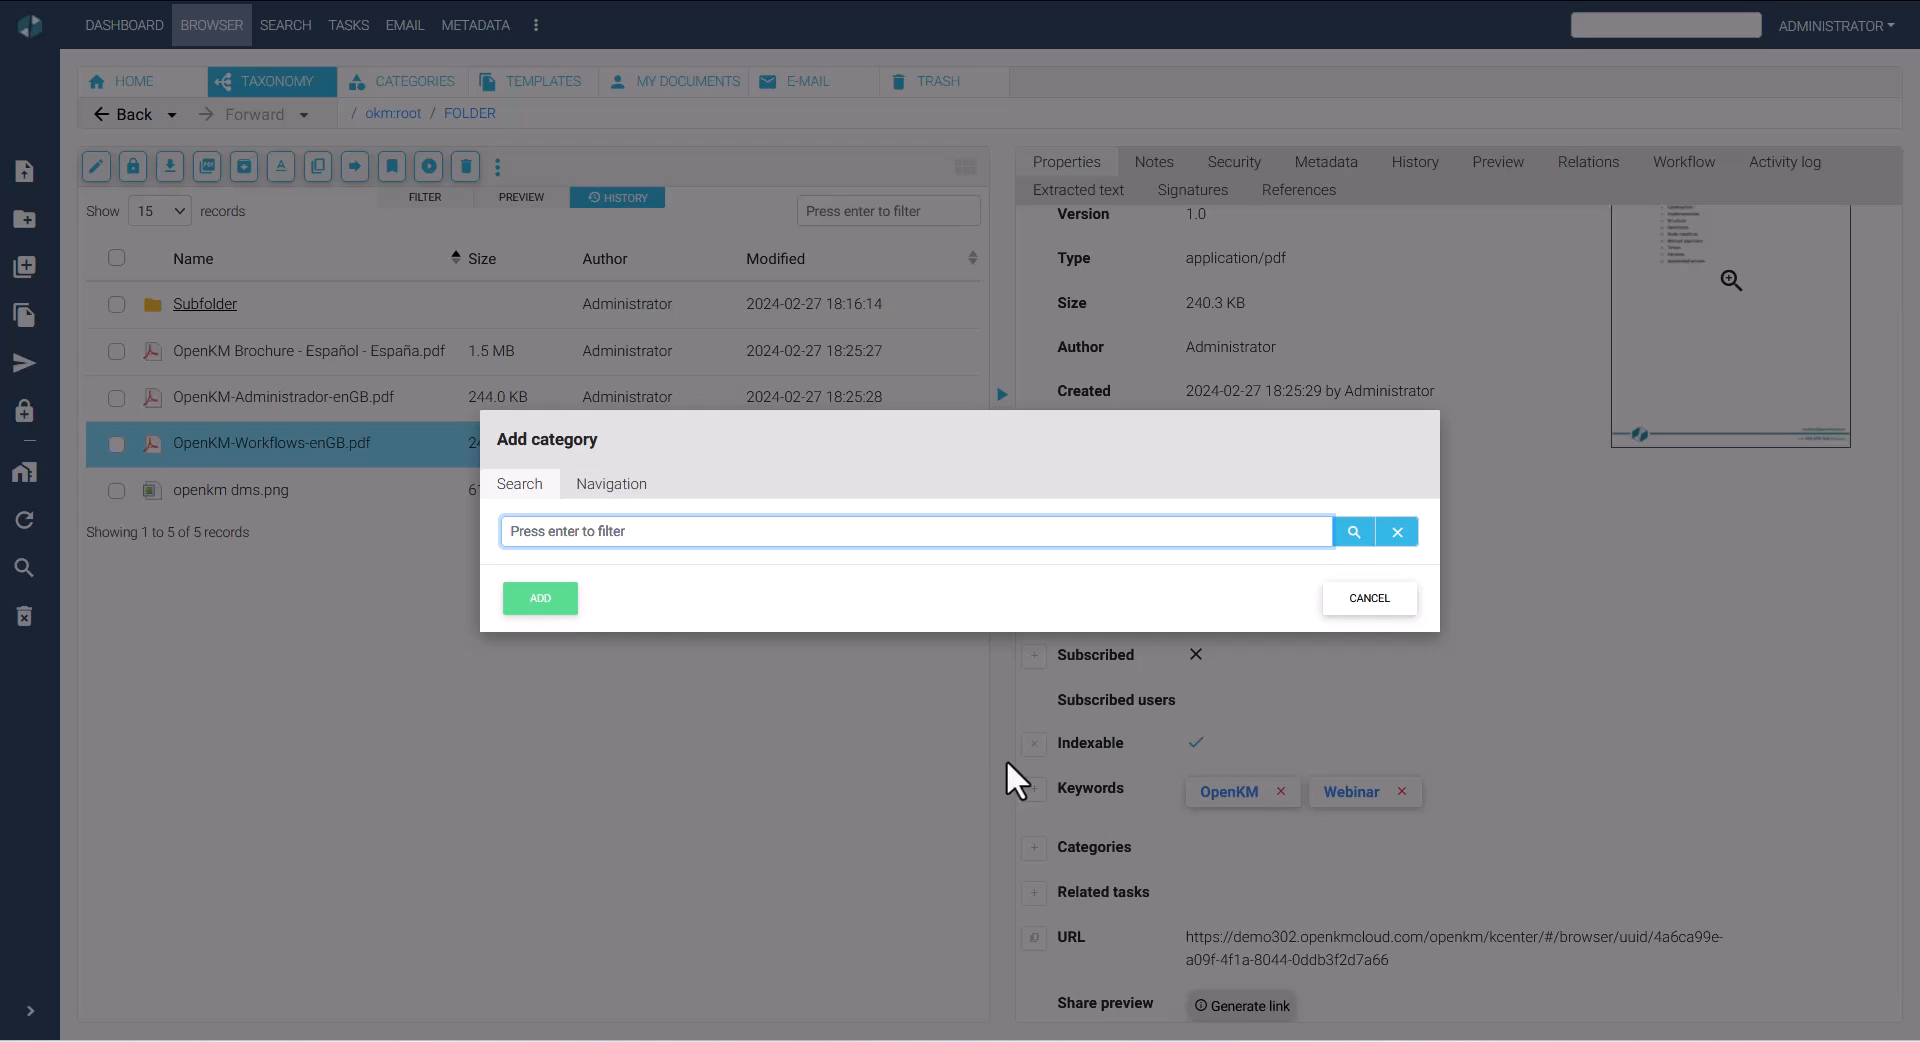 DASHBOARD BROWSER SEARCH TASKS EMAIL METADATA ADMINISTRATOR
HOME TAXONOMY CATEGORIES TEMPLATES MY DOCUMENTS E-MAIL TRASH
Back Forward / okm:root / FOLDER
FILTER PREVIEW HISTORY
Show 15 records Press enter to filter
Name Size Author Modified
Subfolder Administrator 2024-02-27 18:16:14
OpenKM Brochure - Español - España.pdf 1.5 MB Administrator 2024-02-27 18:25:27
OpenKM-Administrador-enGB.pdf 244.0 KB Administrator 2024-02-27 18:25:28
OpenKM-Workflows-enGB.pdf
openkm dms.png
Showing 1 to 5 of 5 records
Properties Notes Security Metadata History Preview Relations Workflow Activity log
Extracted text Signatures References
Version 1.0
Type application/pdf
Size 240.3 KB
Author Administrator
Created 2024-02-27 18:25:29 by Administrator
Add category
Search Navigation
Press enter to filter
ADD CANCEL
Subscribed
Subscribed users
Indexable
Keywords OpenKM × Webinar ×
Categories
Related tasks
URL https://demo302.openkmcloud.com/openkm/kcenter/#/browser/uuid/4a6ca99e-
a09f-4f1a-8044-0ddb3f2d7a66
Share preview Generate link